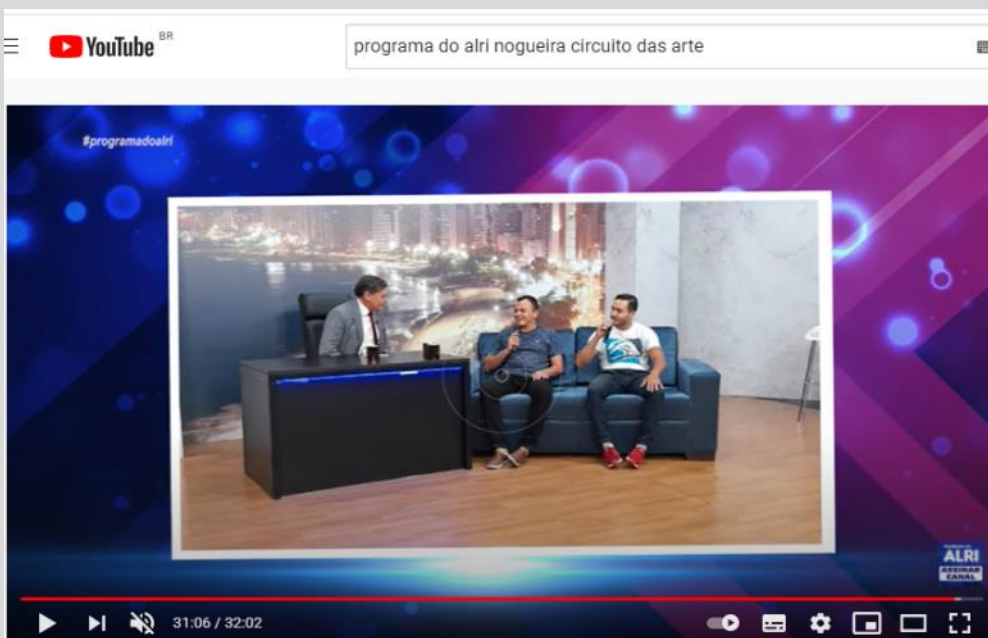 YouTube BR
programa do alri nogueira circuito das arte
#programadoalri
ALRI
ASSINAR
CANAL
31:06 / 32:02